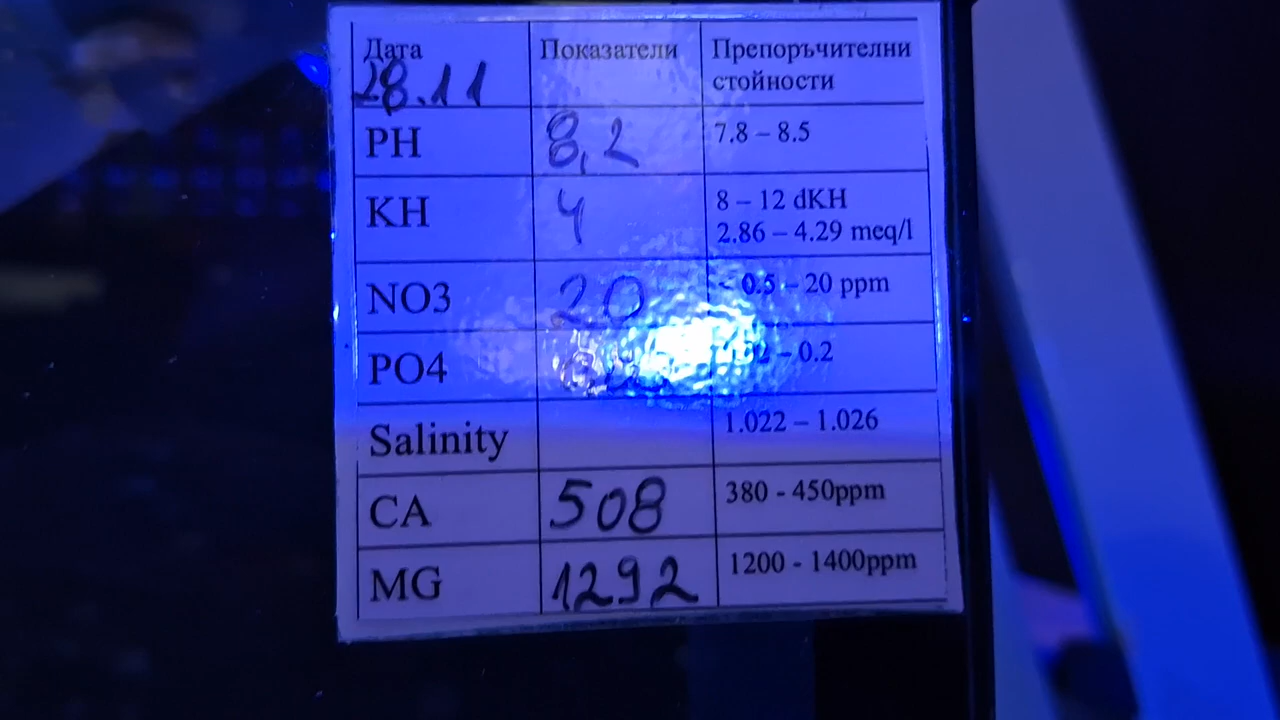 Дата Показатели Препоръчителни
28.11 стойности
PH 8,2 7.8 – 8.5
KH 4 8 – 12 dKH
2.86 – 4.29 meq/l
NO3 20 < 0.5 – 20 ppm
PO4 – 0.2
Salinity 1.022 – 1.026
CA 508 380 - 450ppm
MG 1292 1200 - 1400ppm